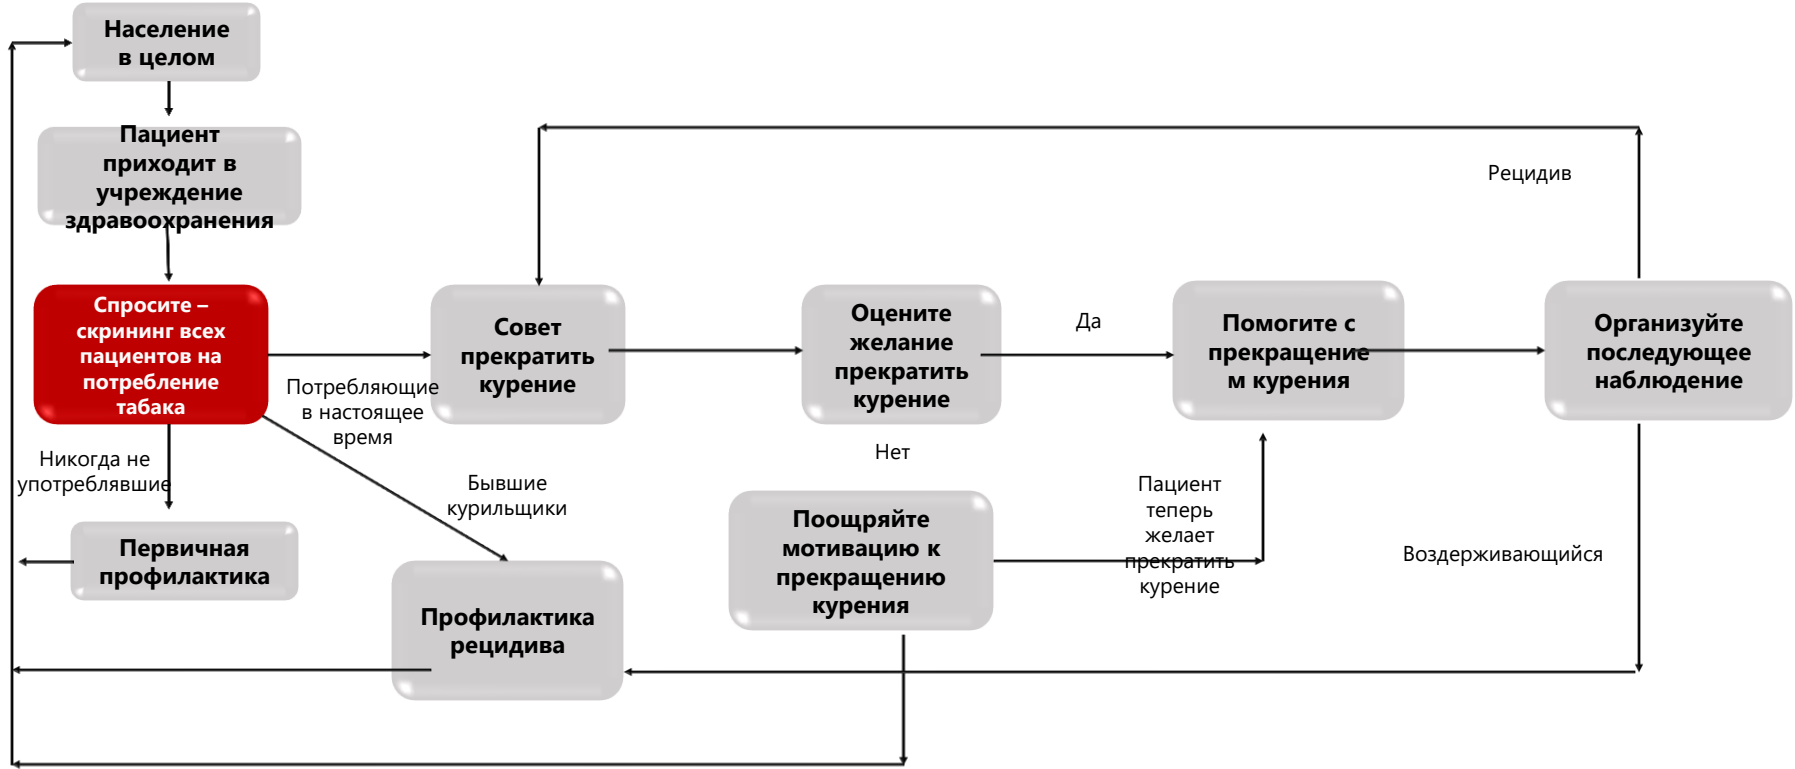 Население
в целом
Пациент
приходит в
учреждение
здравоохранения
Рецидив
Спросите –
скрининг всех
пациентов на
потребление
табака
Совет
прекратить
курение
Оцените
желание
прекратить
курение
Да
Помогите с
прекращение
м курения
Организуйте
последующее
наблюдение
Потребляющие
в настоящее
время
Нет
Никогда не
употреблявшие
Бывшие
курильщики
Пациент
теперь
желает
прекратить
курение
Поощряйте
мотивацию к
прекращению
курения
Воздерживающийся
Первичная
профилактика
Профилактика
рецидива